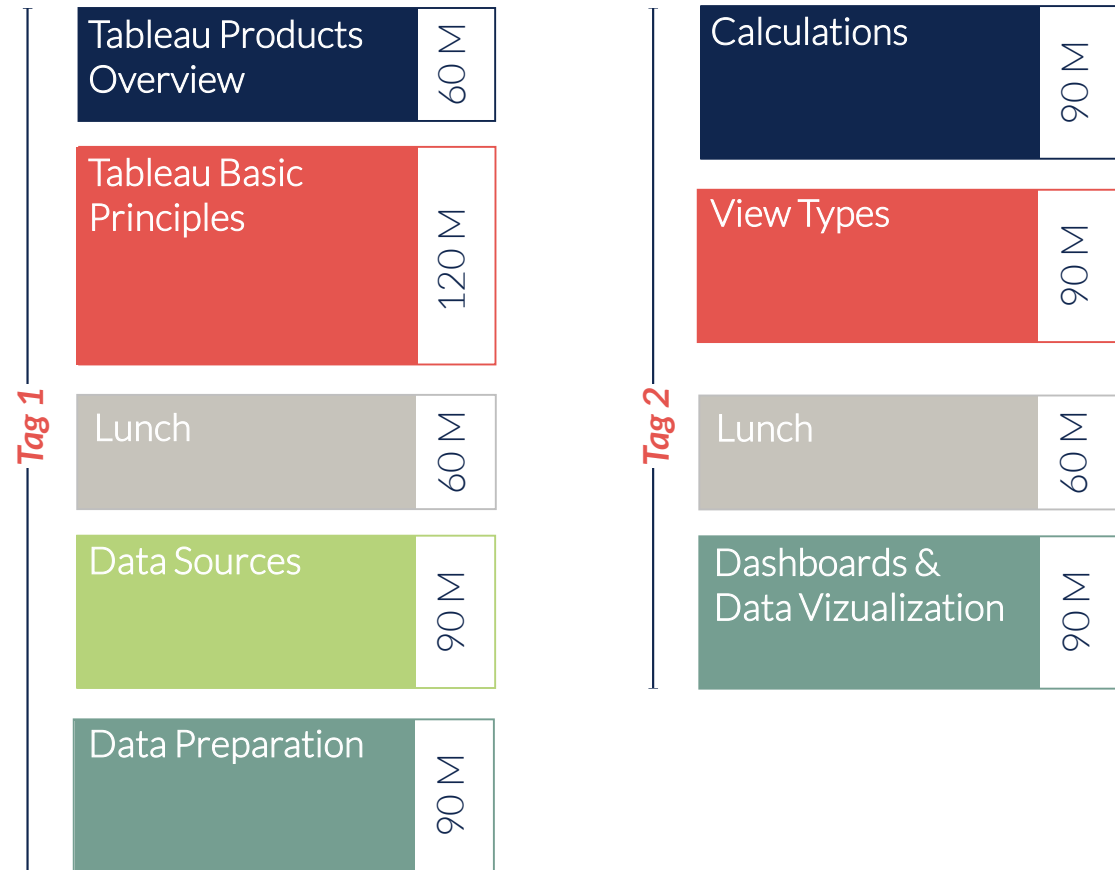 Tag 1
Tableau Products
Overview
60 M
Tableau Basic
Principles
120 M
Lunch
60 M
Data Sources
90 M
Data Preparation
90 M
Tag 2
Calculations
90 M
View Types
90 M
Lunch
60 M
Dashboards &
Data Vizualization
90 M